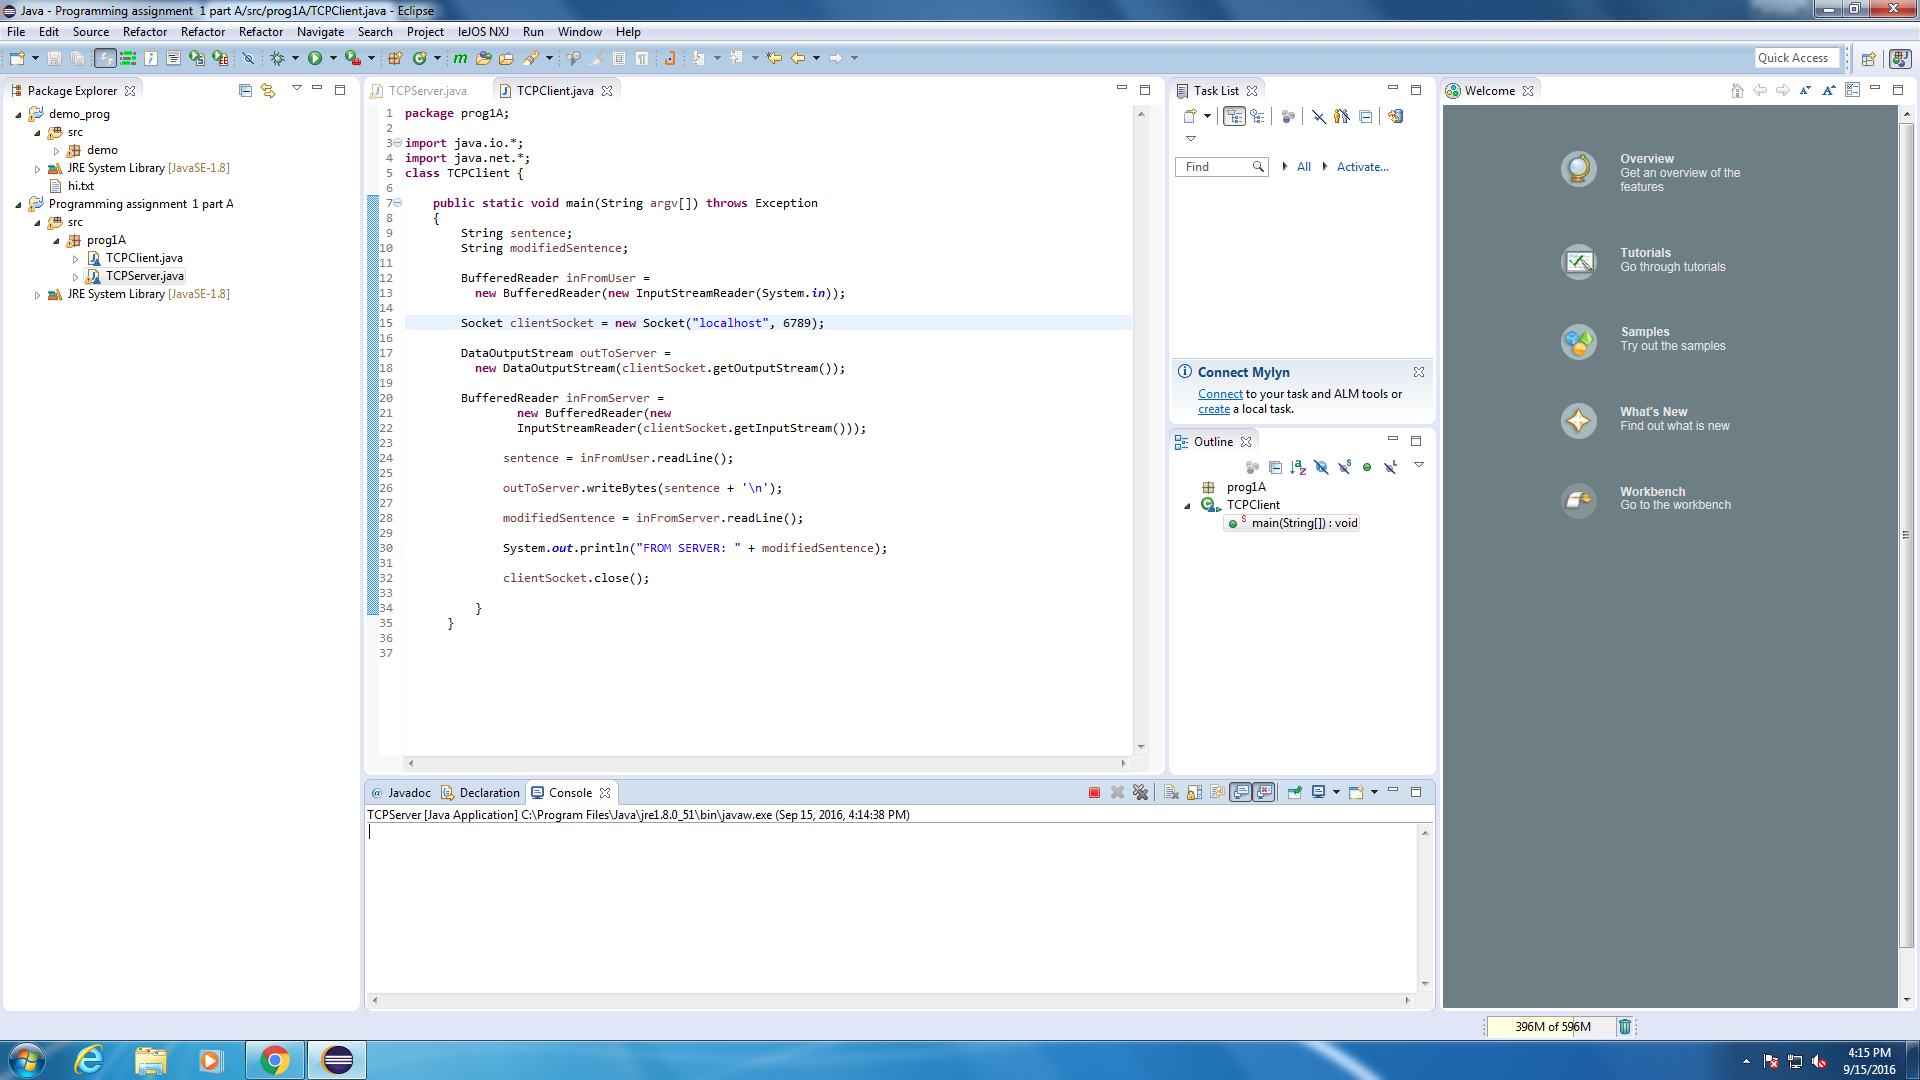 Java - Programming assignment  1 part A/src/prog1A/TCPClient.java - Eclipse
File Edit Source Refactor Refactor Refactor Navigate Search Project leJOS NXJ Run Window Help
Quick Access
Package Explorer
demo_prog
src
demo
JRE System Library [JavaSE-1.8]
hi.txt
Programming assignment  1 part A
src
prog1A
TCPClient.java
TCPServer.java
JRE System Library [JavaSE-1.8]
TCPServer.java TCPClient.java
1 package prog1A;
2
3 import java.io.*;
4 import java.net.*;
5 class TCPClient {
6
7 public static void main(String argv[]) throws Exception
8 {
9 String sentence;
10 String modifiedSentence;
11
12 BufferedReader inFromUser =
13 new BufferedReader(new InputStreamReader(System.in));
14
15 Socket clientSocket = new Socket("localhost", 6789);
16
17 DataOutputStream outToServer =
18 new DataOutputStream(clientSocket.getOutputStream());
19
20 BufferedReader inFromServer =
21 new BufferedReader(new
22 InputStreamReader(clientSocket.getInputStream()));
23
24 sentence = inFromUser.readLine();
25
26 outToServer.writeBytes(sentence + '\n');
27
28 modifiedSentence = inFromServer.readLine();
29
30 System.out.println("FROM SERVER: " + modifiedSentence);
31
32 clientSocket.close();
33
34 }
35 }
36
37
Task List
Find All Activate...
Connect Mylyn
Connect to your task and ALM tools or
create a local task.
Outline
prog1A
TCPClient
main(String[]) : void
Welcome
Overview
Get an overview of the
features
Tutorials
Go through tutorials
Samples
Try out the samples
What's New
Find out what is new
Workbench
Go to the workbench
@ Javadoc Declaration Console
TCPServer [Java Application] C:\Program Files\Java\jre1.8.0_51\bin\javaw.exe (Sep 15, 2016, 4:14:38 PM)
396M of 596M
4:15 PM
9/15/2016